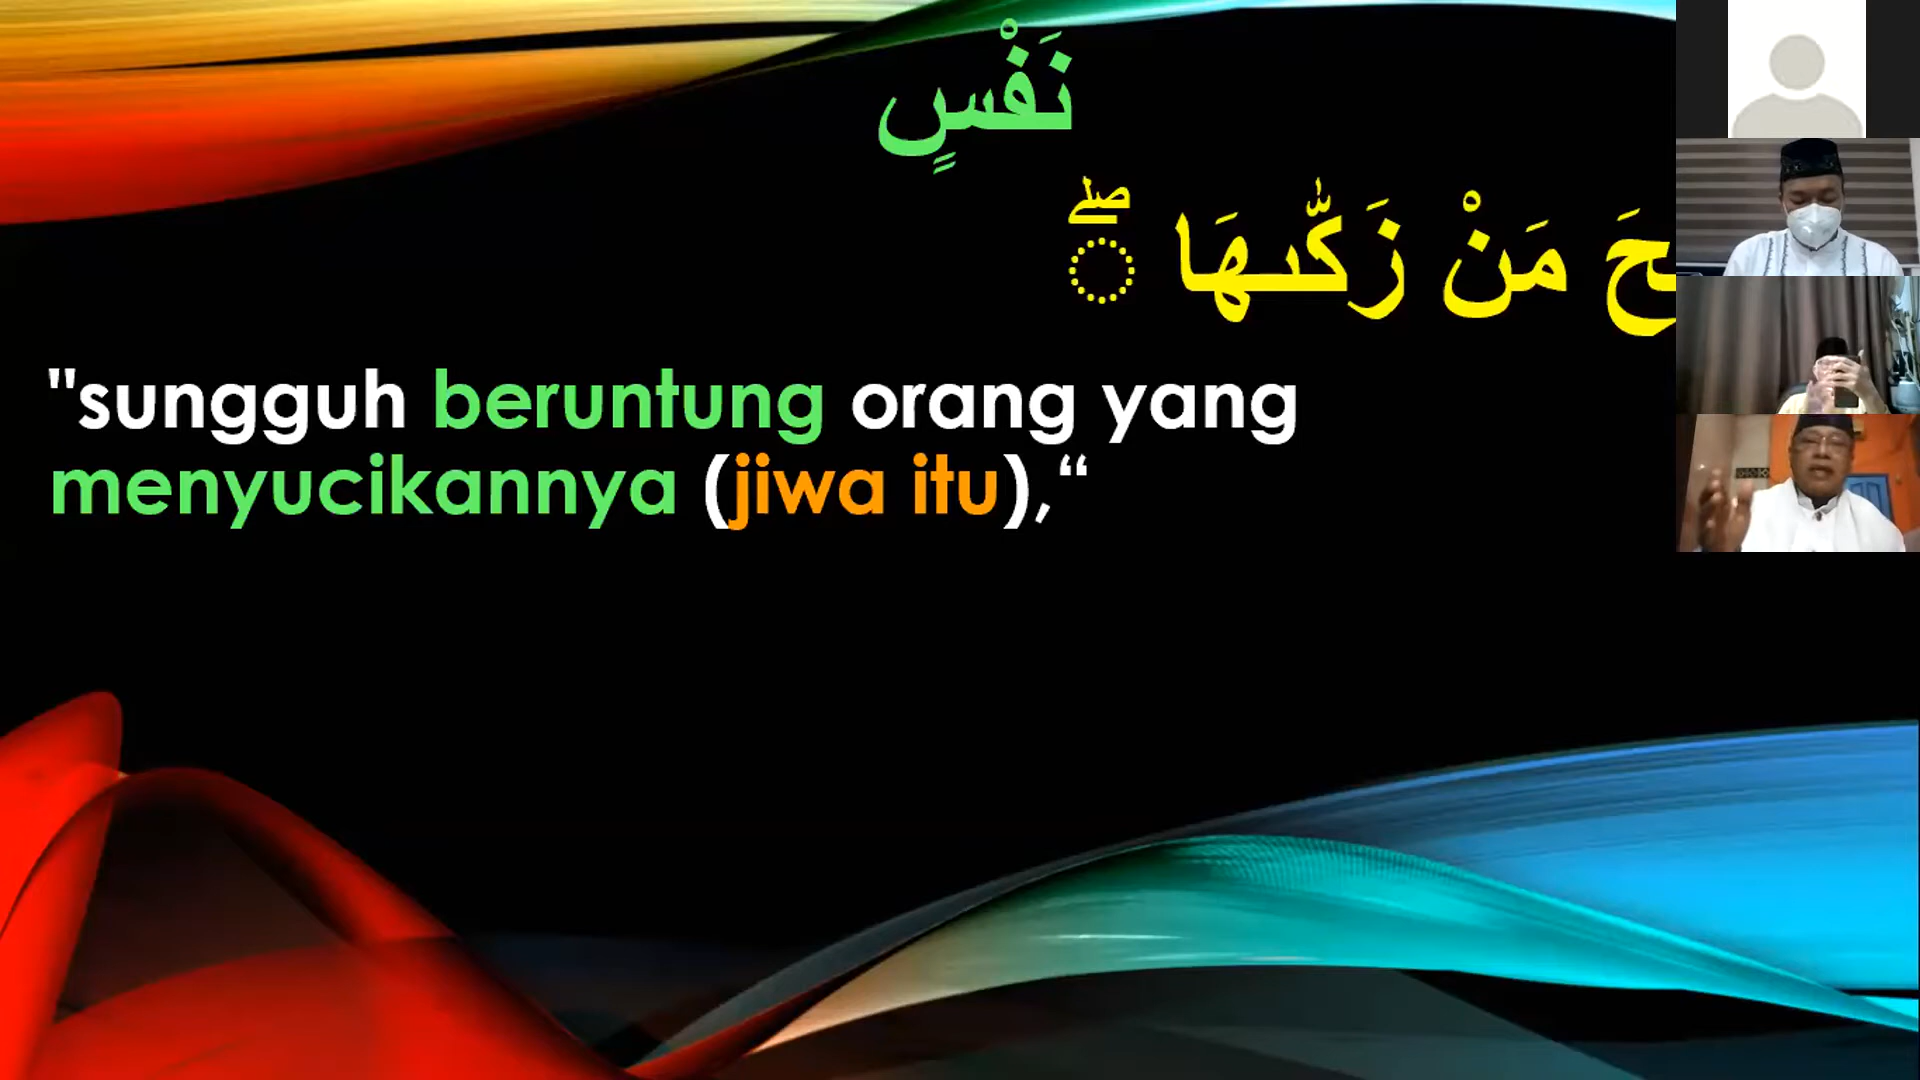 نَفْسٍ
مَنْ زَكّٰىهَا ۖ
"sungguh beruntung orang yang
menyucikannya (jiwa itu),“